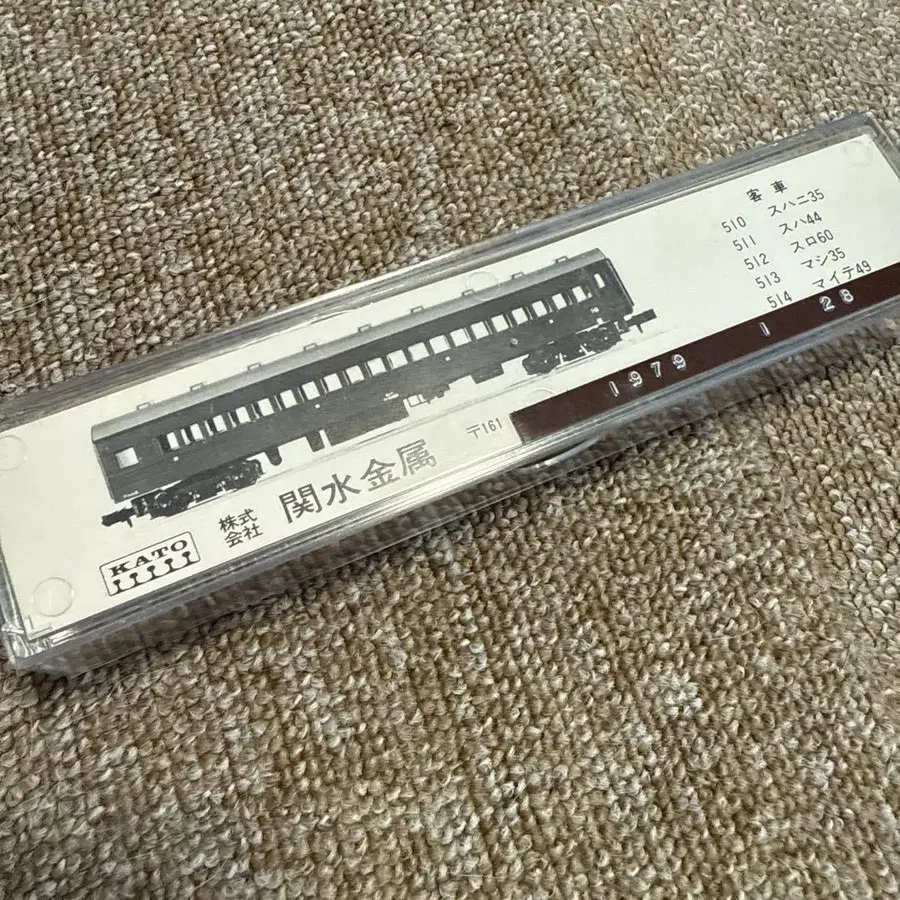 客車
510 スハニ35
511 スハ44
512 スロ60
513 マシ35
514 マイテ49
1979 1 28
〒161
株式会社 関水金属
KATO